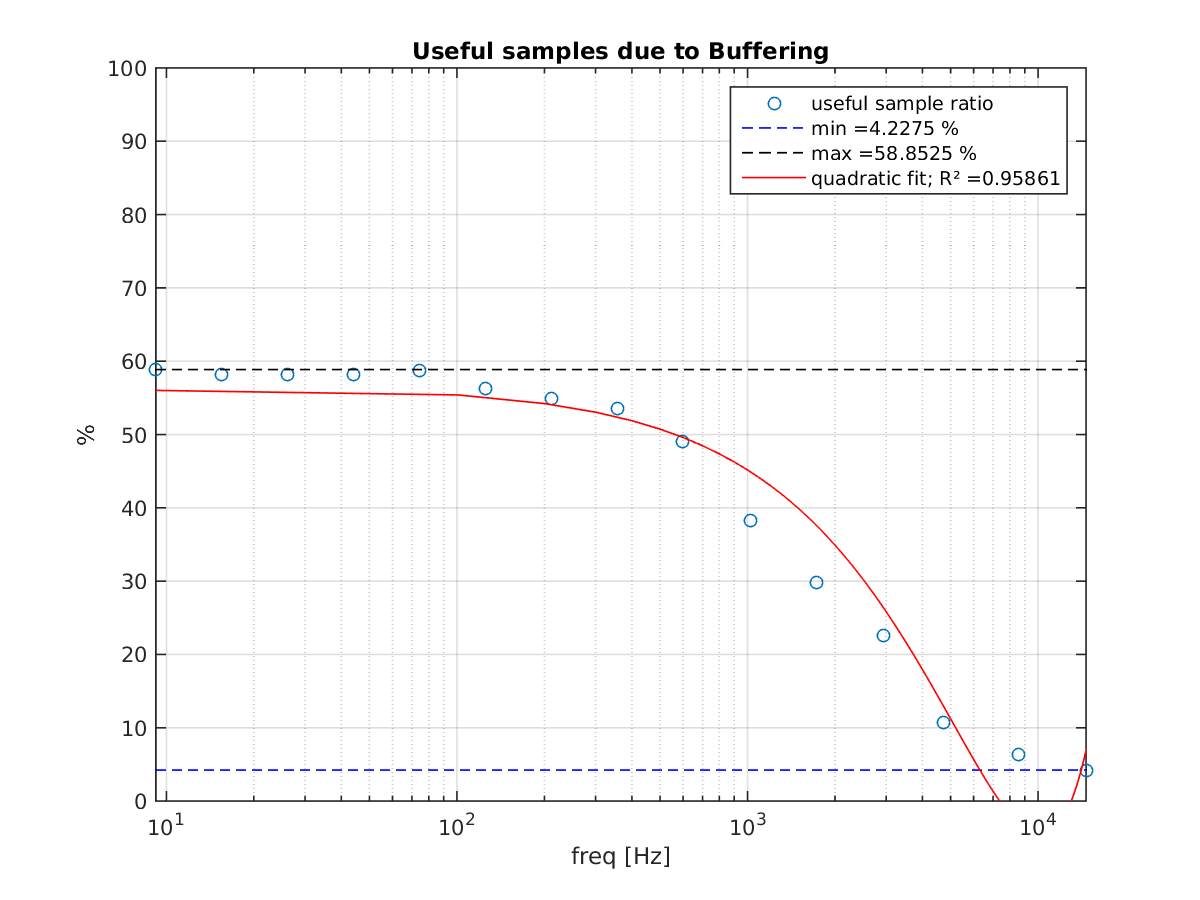 Useful samples due to Buffering
100
90
80
70
60
50
40
30
20
10
0
%
useful sample ratio
min =4.2275 %
max =58.8525 %
quadratic fit; R² =0.95861
10¹ 10² 10³ 10⁴
freq [Hz]